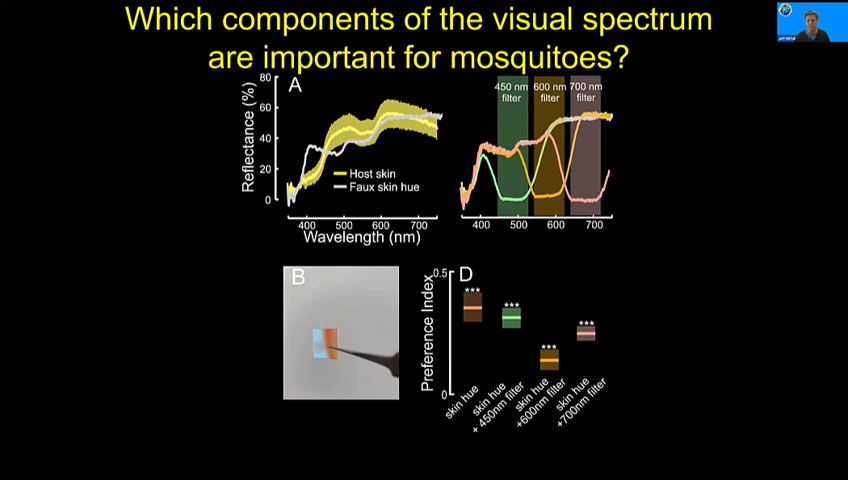 Which components of the visual spectrum
are important for mosquitoes?
A
Reflectance (%)
80
60
40
20
0
Host skin
Faux skin hue
400
500
600
700
Wavelength (nm)
450 nm
filter
600 nm
filter
700 nm
filter
400
500
600
700
B
D
Preference Index
0.5
0
***
***
***
***
skin hue
skin hue
+ 450nm filter
skin hue
+600nm filter
skin hue
+700nm filter